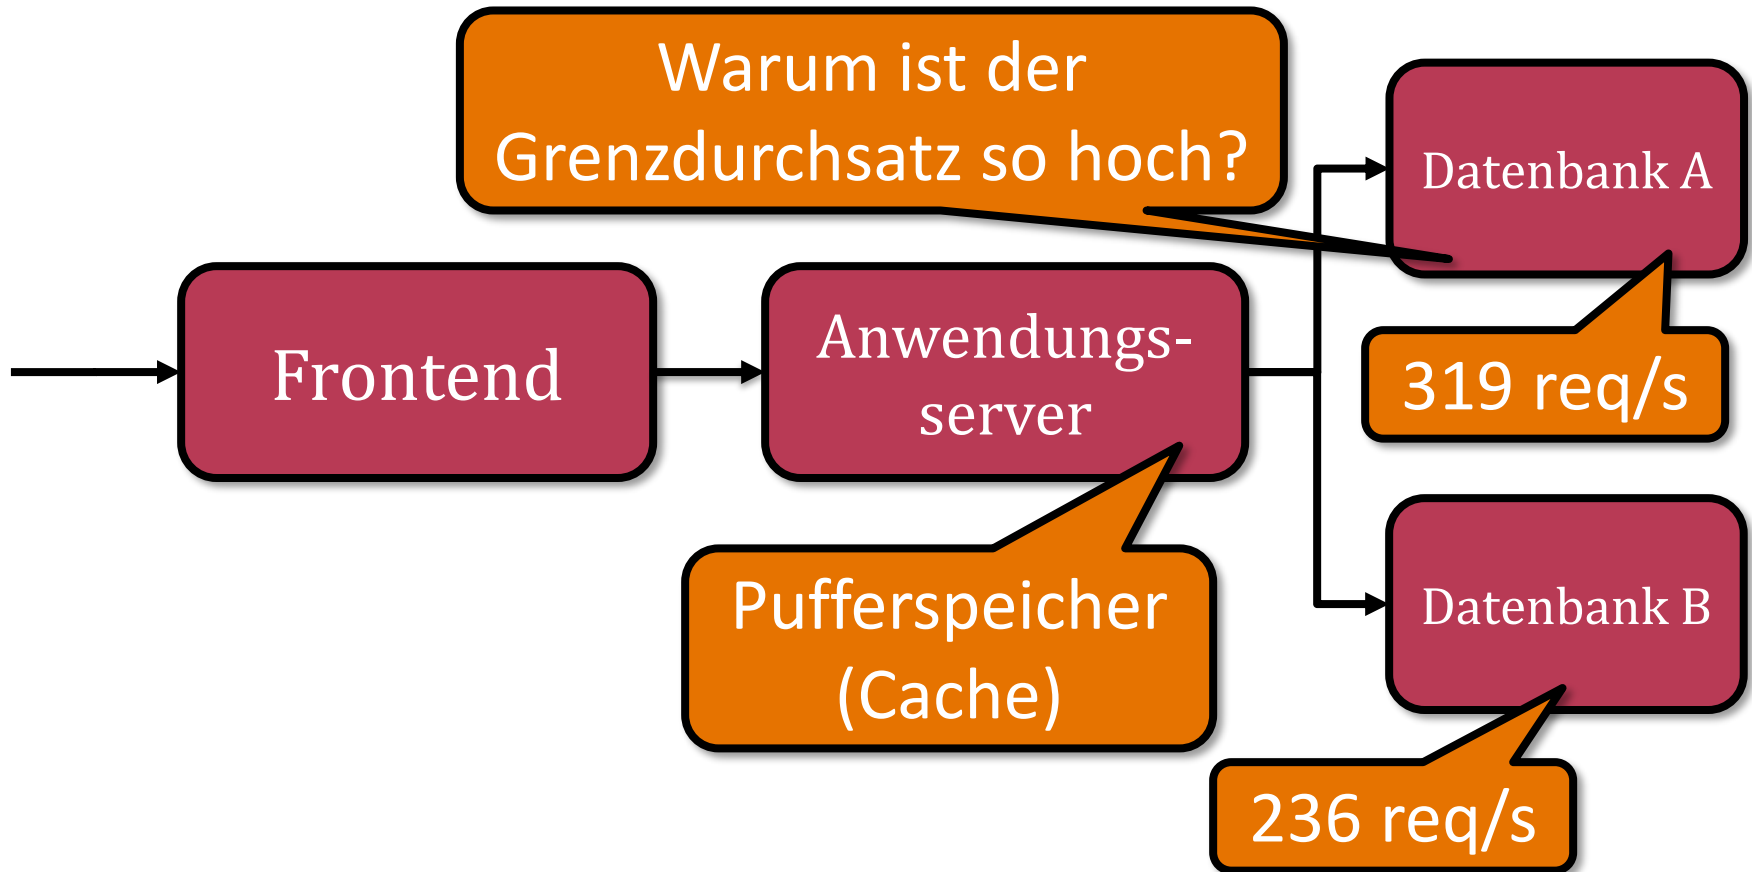 Warum ist der
Grenzdurchsatz so hoch?
Datenbank A
319 req/s
Frontend
Anwendungs-
server
Pufferspeicher
(Cache)
Datenbank B
236 req/s